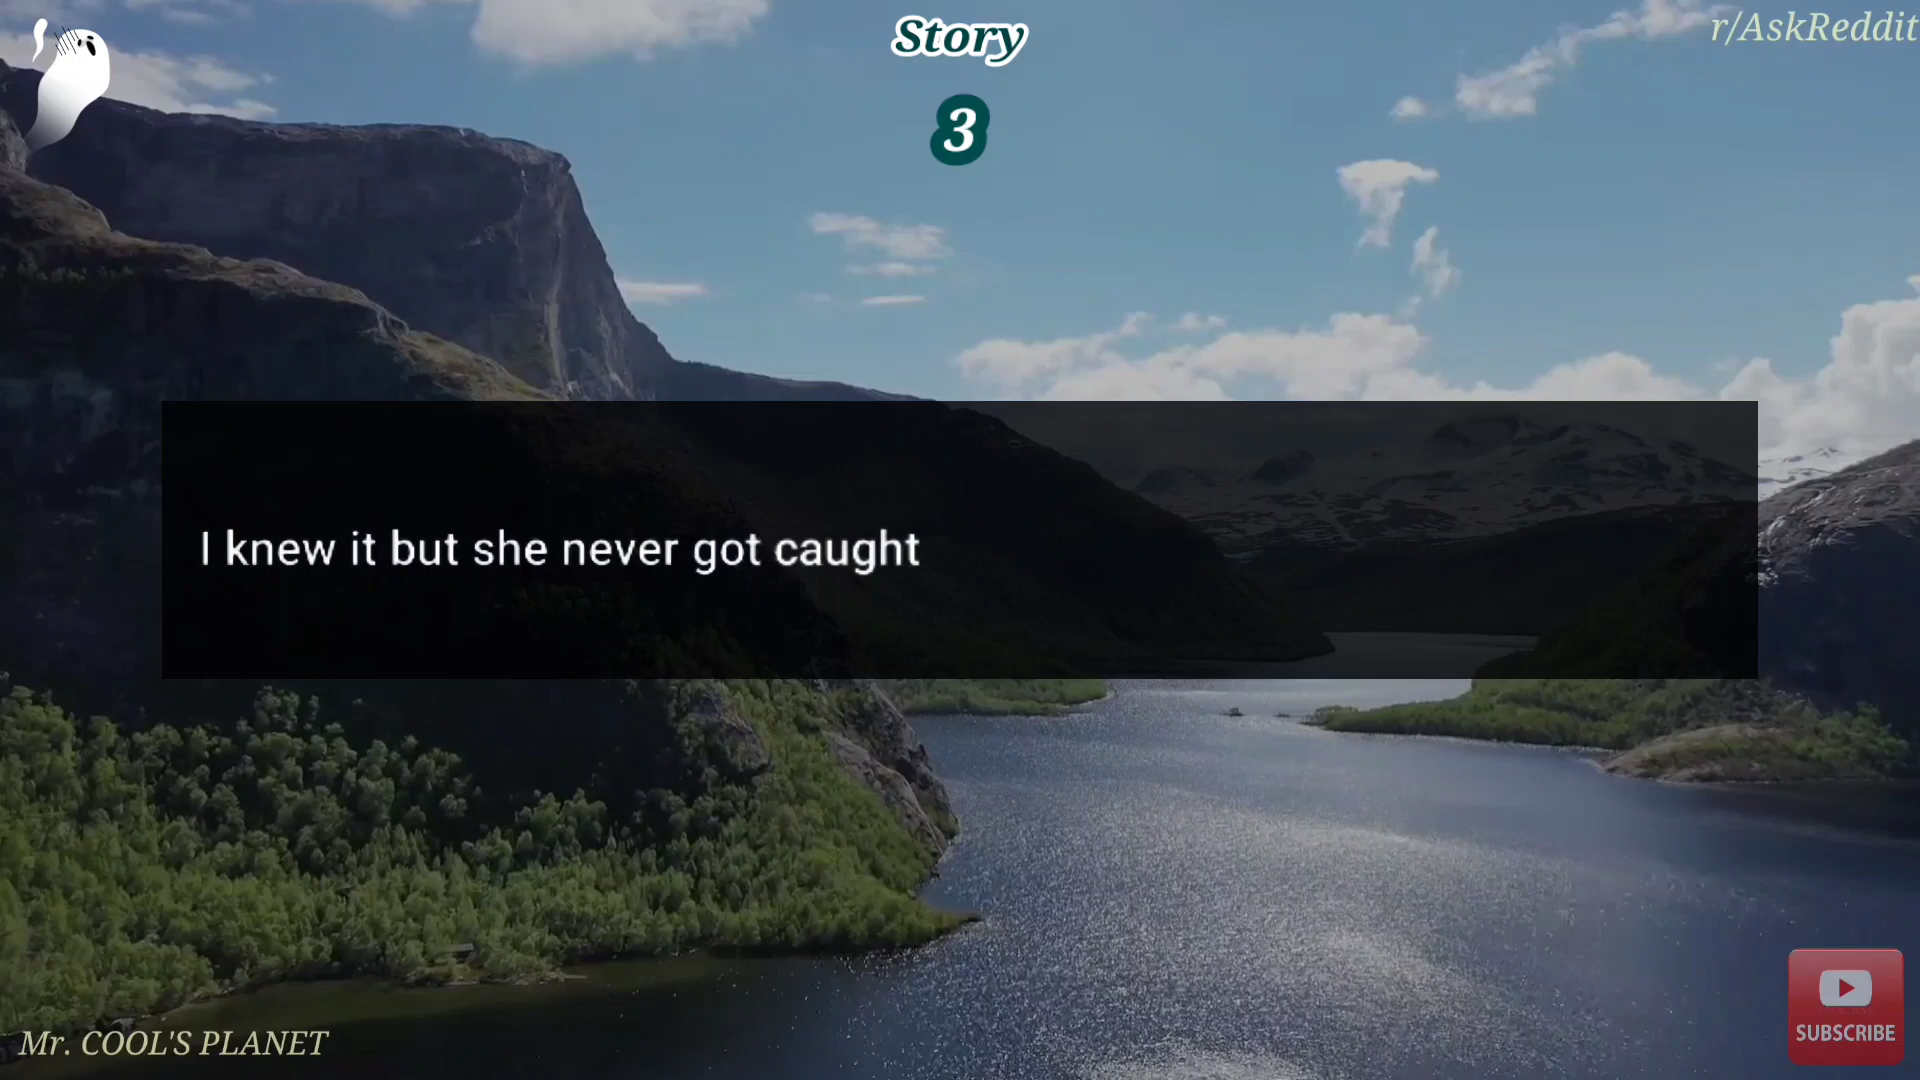 Story
r/AskReddit
3
I knew it but she never got caught
Mr. COOL'S PLANET
SUBSCRIBE